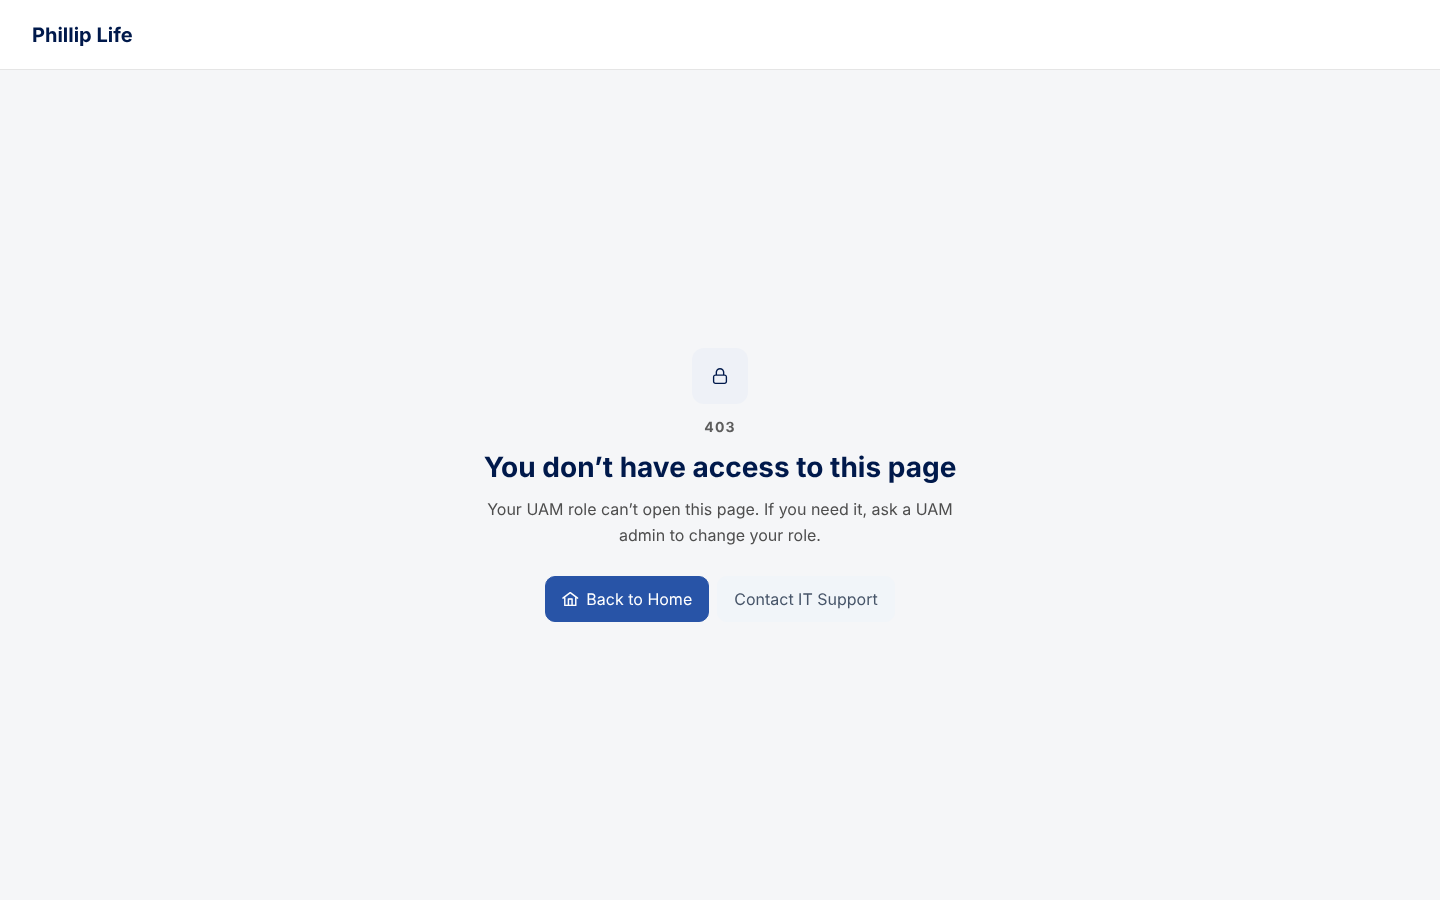 Phillip Life
403
You don’t have access to this page
Your UAM role can’t open this page. If you need it, ask a UAM
admin to change your role.
Back to Home
Contact IT Support